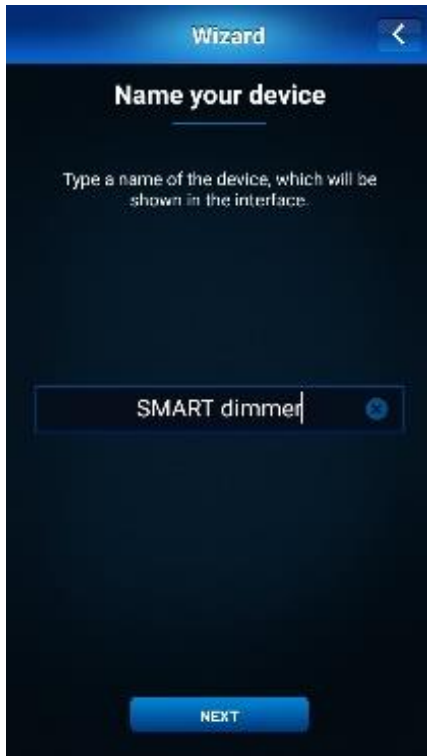 Wizard
Name your device
Type a name of the device, which will be
shown in the interface.
SMART dimmer
NEXT